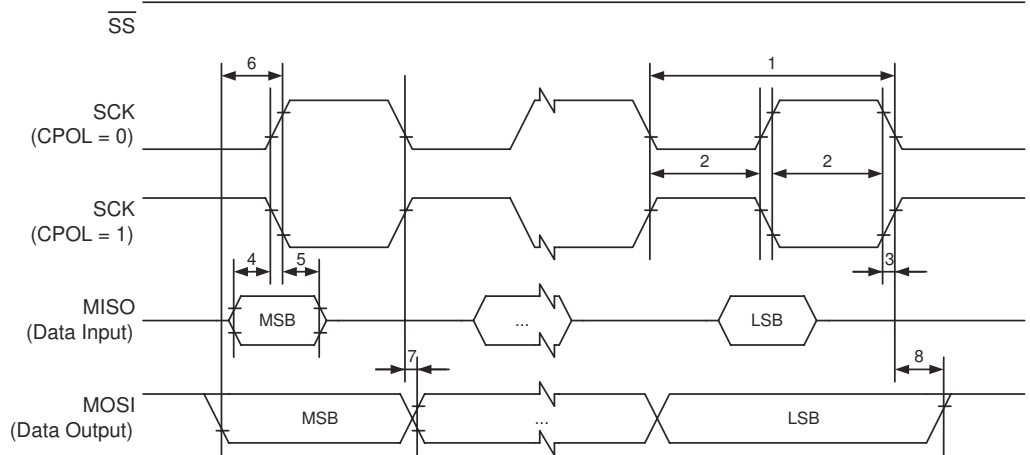 SS
6
1
SCK
(CPOL = 0)
2
2
SCK
(CPOL = 1)
4
5
3
MISO
(Data Input)
MSB
...
LSB
7
8
MOSI
(Data Output)
MSB
...
LSB